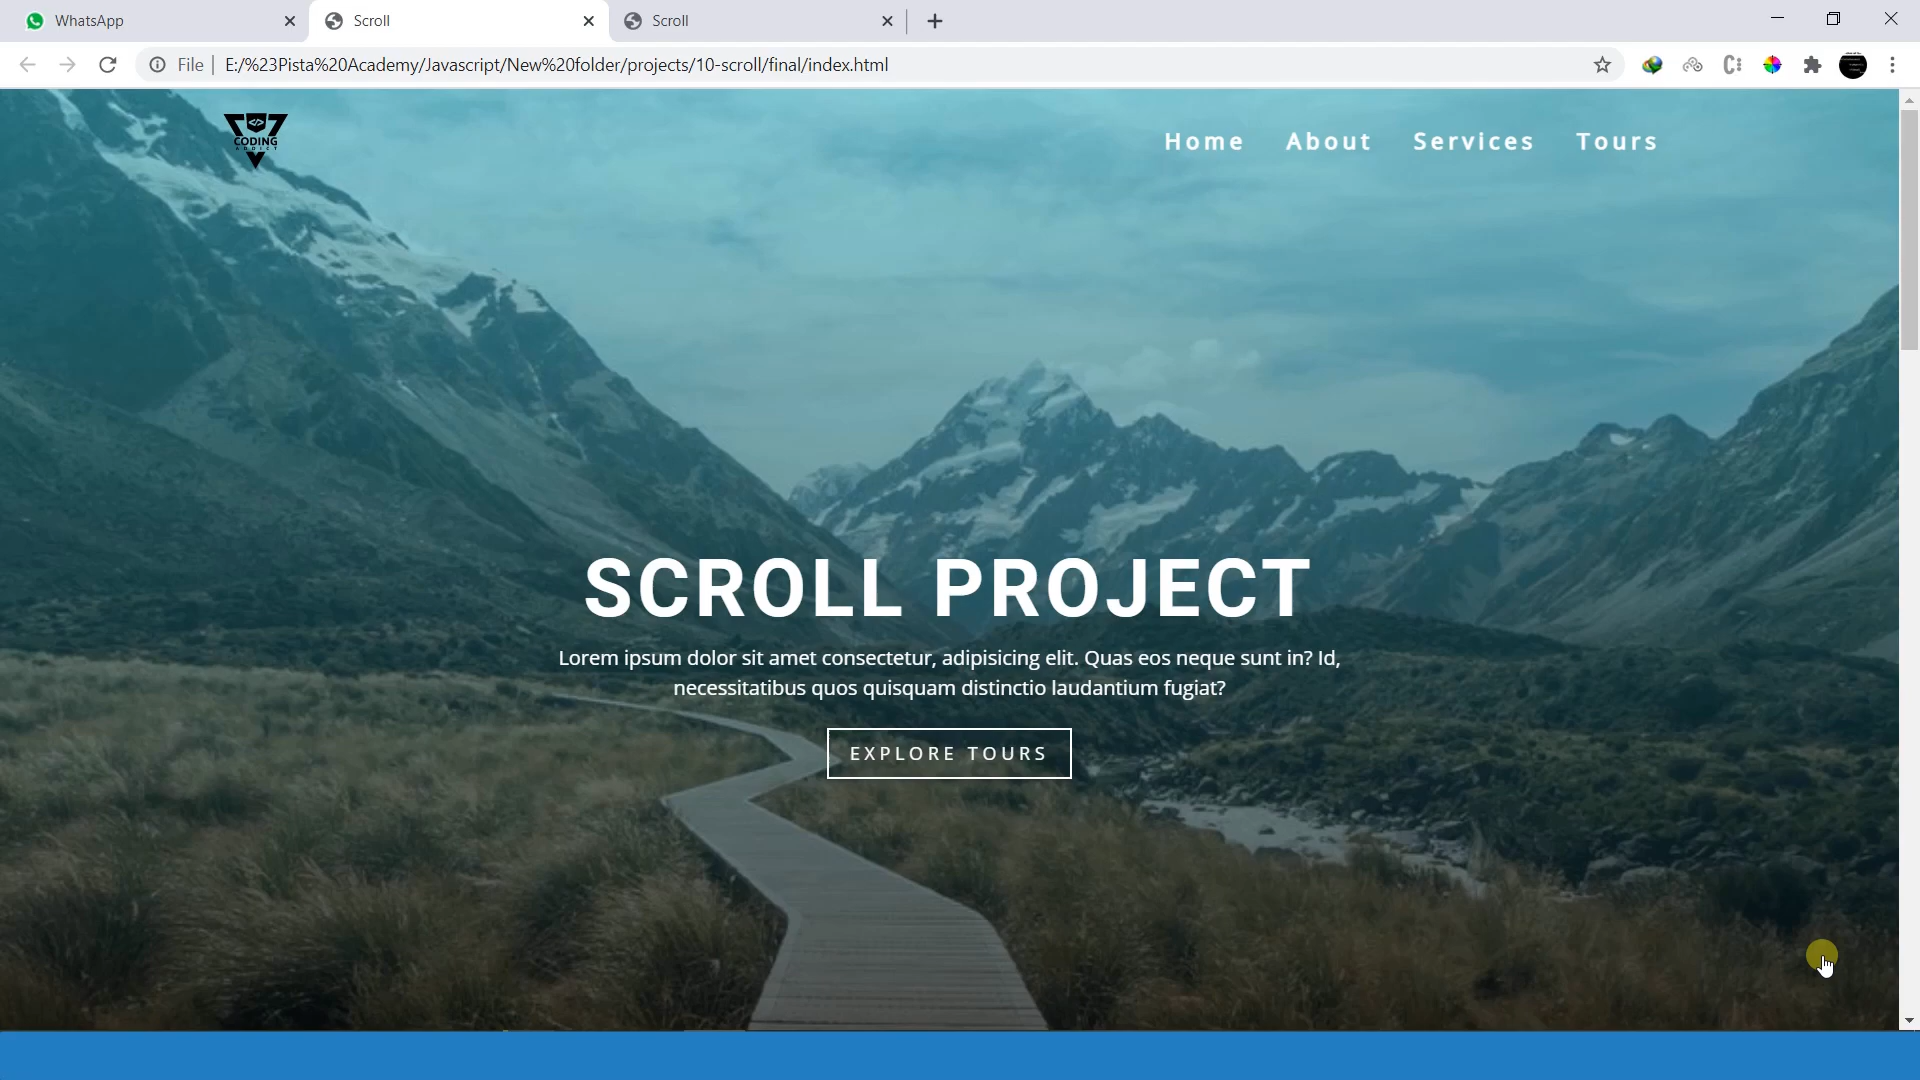 WhatsApp
Scroll
Scroll
File
E:/%23Pista%20Academy/Javascript/New%20folder/projects/10-scroll/final/index.html
</>
CODING
ADDICT
Home About Services Tours
SCROLL PROJECT
Lorem ipsum dolor sit amet consectetur, adipisicing elit. Quas eos neque sunt in? Id,
necessitatibus quos quisquam distinctio laudantium fugiat?
EXPLORE TOURS